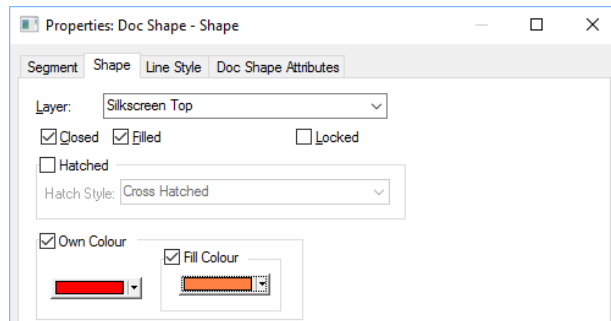 Properties: Doc Shape - Shape
Segment Shape Line Style Doc Shape Attributes
Layer: Silkscreen Top
Closed Filled Locked
Hatched
Hatch Style: Cross Hatched
Own Colour
Fill Colour